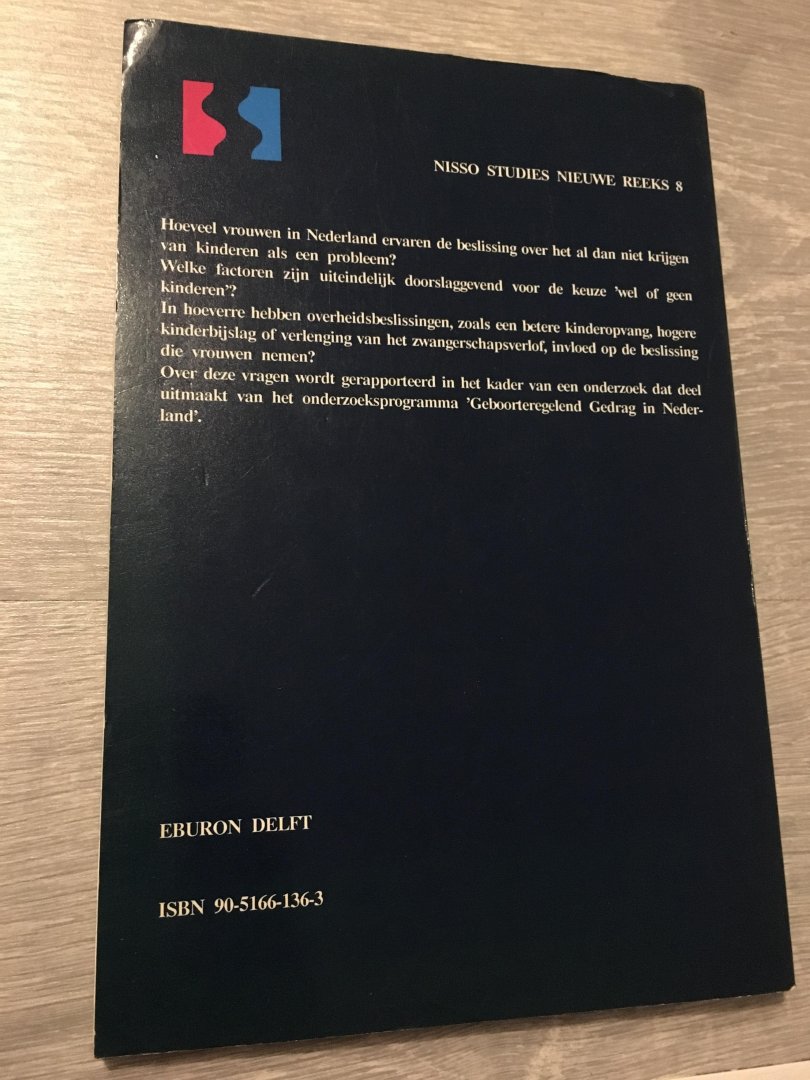 NISSO STUDIES NIEUWE REEKS 8
Hoeveel vrouwen in Nederland ervaren de beslissing over het al dan niet krijgen
van kinderen als een probleem?
Welke factoren zijn uiteindelijk doorslaggevend voor de keuze 'wel of geen
kinderen'?
In hoeverre hebben overheidsbeslissingen, zoals een betere kinderopvang, hogere
kinderbijslag of verlenging van het zwangerschapsverlof, invloed op de beslissing
die vrouwen nemen?
Over deze vragen wordt gerapporteerd in het kader van een onderzoek dat deel
uitmaakt van het onderzoeksprogramma 'Geboorteregelend Gedrag in Neder-
land'.
EBURON DELFT
ISBN 90-5166-136-3